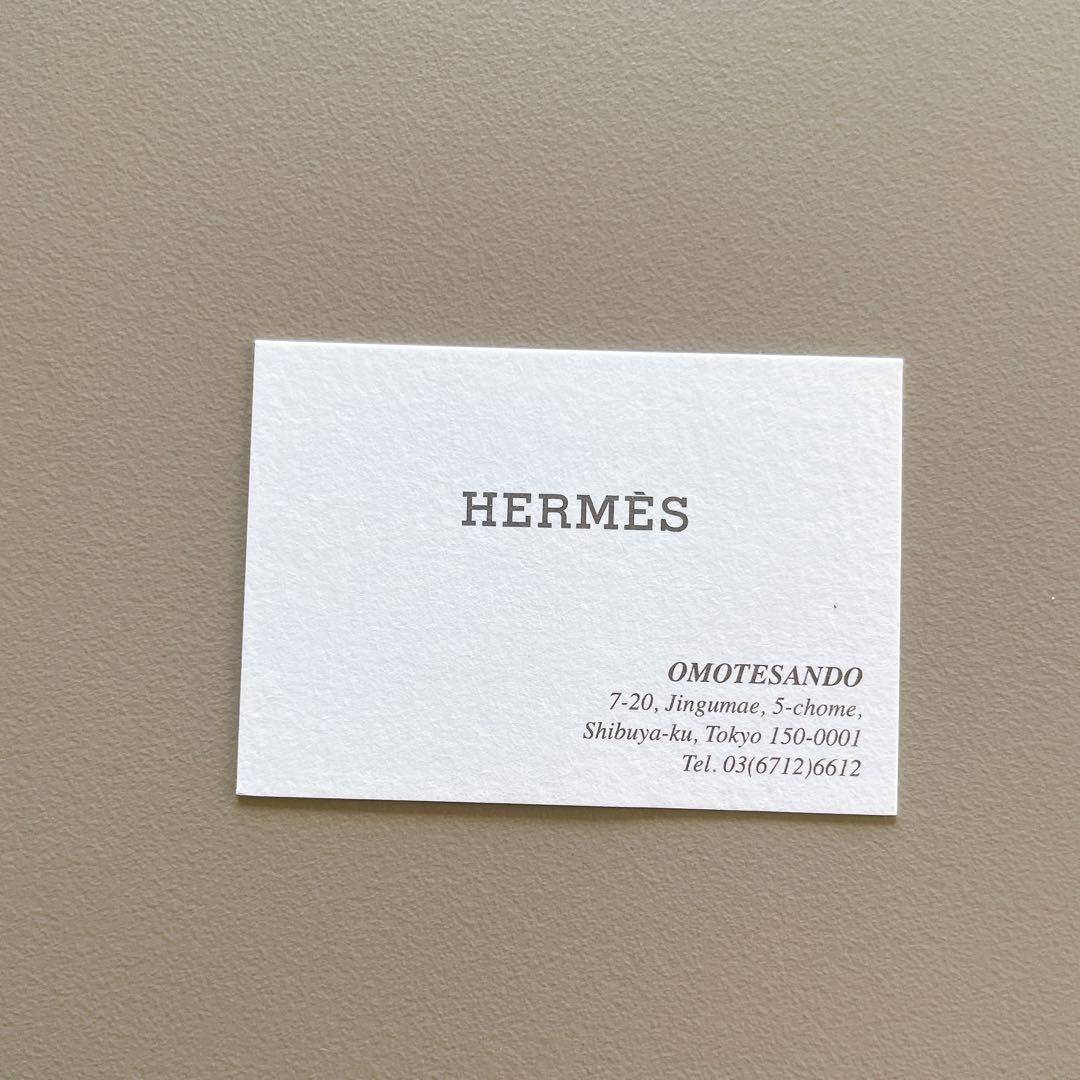 HERMÈS
OMOTESANDO
7-20, Jingumae, 5-chome,
Shibuya-ku, Tokyo 150-0001
Tel. 03(6712)6612